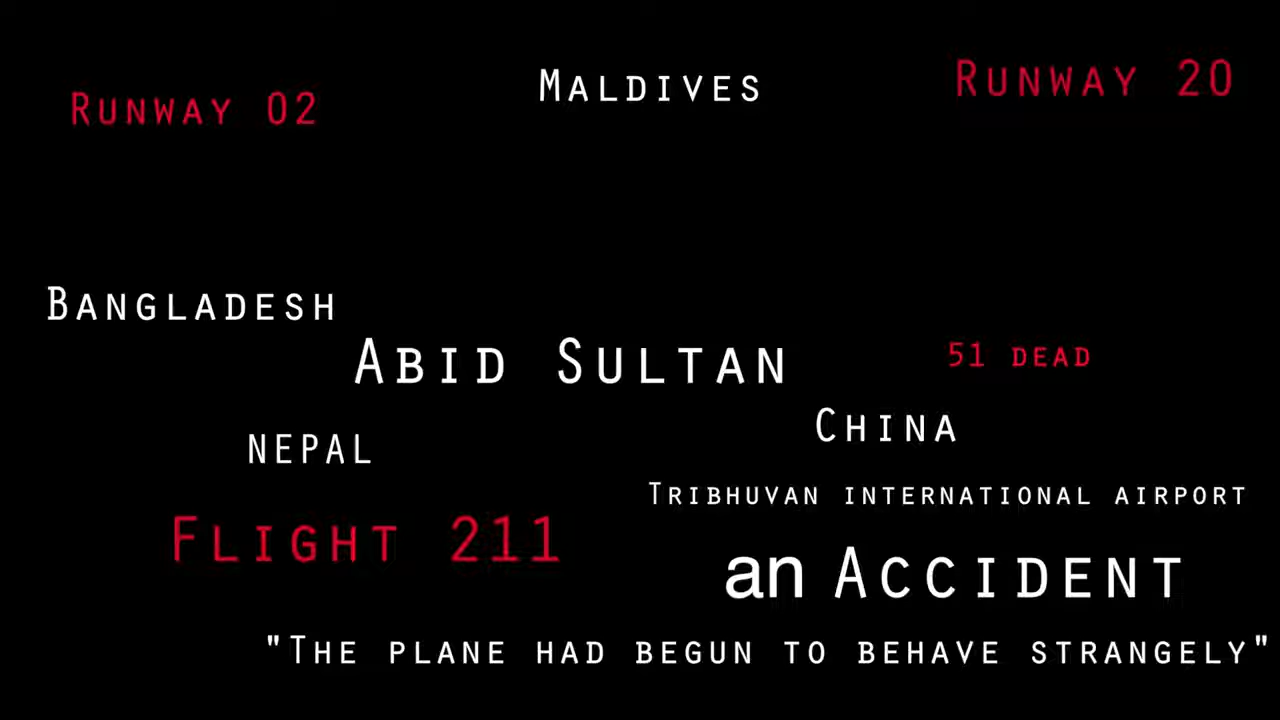 Runway 02
Maldives
Runway 20
Bangladesh
Abid Sultan
51 dead
China
NEPAL
Tribhuvan international airport
Flight 211
an Accident
"The plane had begun to behave strangely"